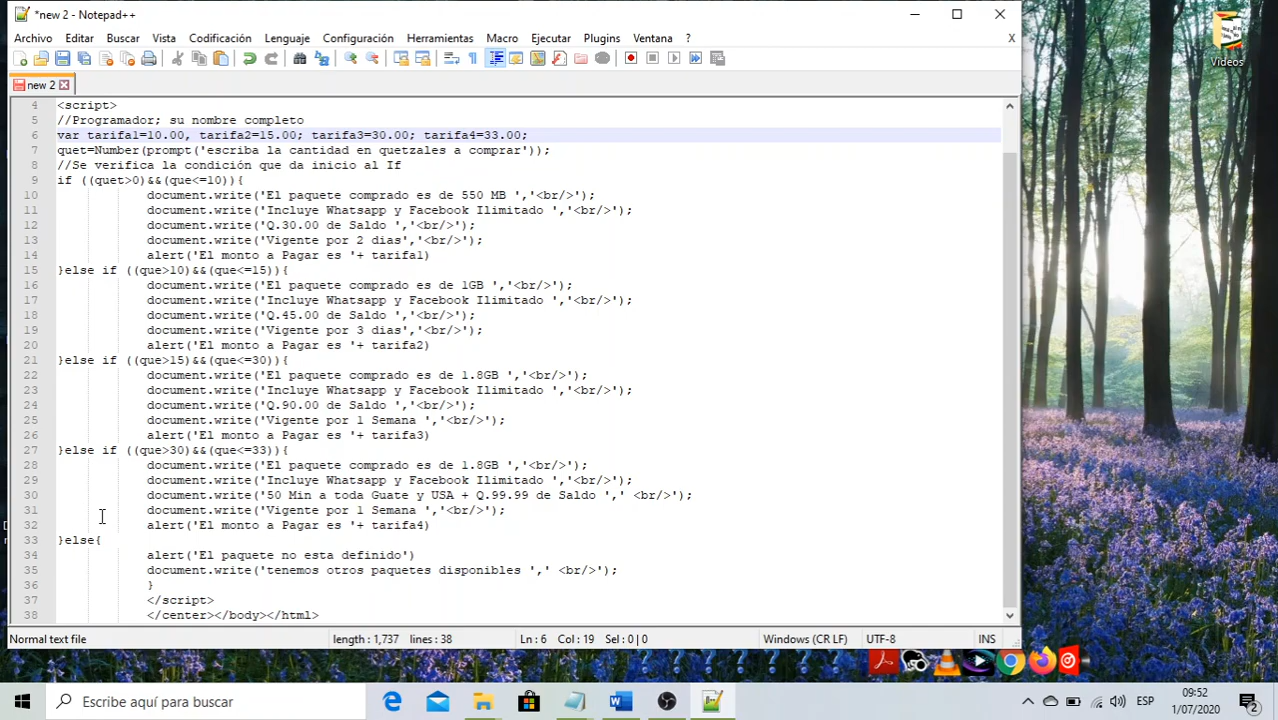 *new 2 - Notepad++
Archivo Editar Buscar Vista Codificación Lenguaje Configuración Herramientas Macro Ejecutar Plugins Ventana ? X
new 2
4 <script>
5 //Programador; su nombre completo
6 var tarifa1=10.00, tarifa2=15.00; tarifa3=30.00; tarifa4=33.00;
7 quet=Number(prompt('escriba la cantidad en quetzales a comprar'));
8 //Se verifica la condición que da inicio al If
9 if ((quet>0)&&(que<=10)){
10 document.write('El paquete comprado es de 550 MB ','<br/>');
11 document.write('Incluye Whatsapp y Facebook Ilimitado ','<br/>');
12 document.write('Q.30.00 de Saldo ','<br/>');
13 document.write('Vigente por 2 dias','<br/>');
14 alert('El monto a Pagar es '+ tarifa1)
15 }else if ((que>10)&&(que<=15)){
16 document.write('El paquete comprado es de 1GB ','<br/>');
17 document.write('Incluye Whatsapp y Facebook Ilimitado ','<br/>');
18 document.write('Q.45.00 de Saldo ','<br/>');
19 document.write('Vigente por 3 dias','<br/>');
20 alert('El monto a Pagar es '+ tarifa2)
21 }else if ((que>15)&&(que<=30)){
22 document.write('El paquete comprado es de 1.8GB ','<br/>');
23 document.write('Incluye Whatsapp y Facebook Ilimitado ','<br/>');
24 document.write('Q.90.00 de Saldo ','<br/>');
25 document.write('Vigente por 1 Semana ','<br/>');
26 alert('El monto a Pagar es '+ tarifa3)
27 }else if ((que>30)&&(que<=33)){
28 document.write('El paquete comprado es de 1.8GB ','<br/>');
29 document.write('Incluye Whatsapp y Facebook Ilimitado ','<br/>');
30 document.write('50 Min a toda Guate y USA + Q.99.99 de Saldo ',' <br/>');
31 document.write('Vigente por 1 Semana ','<br/>');
32 alert('El monto a Pagar es '+ tarifa4)
33 }else{
34 alert('El paquete no esta definido')
35 document.write('tenemos otros paquetes disponibles ',' <br/>');
36 }
37 </script>
38 </center></body></html>
Normal text file length : 1,737 lines : 38 Ln : 6 Col : 19 Sel : 0 | 0 Windows (CR LF) UTF-8 INS
Videos
Escribe aquí para buscar
ESP
09:52
1/07/2020
2